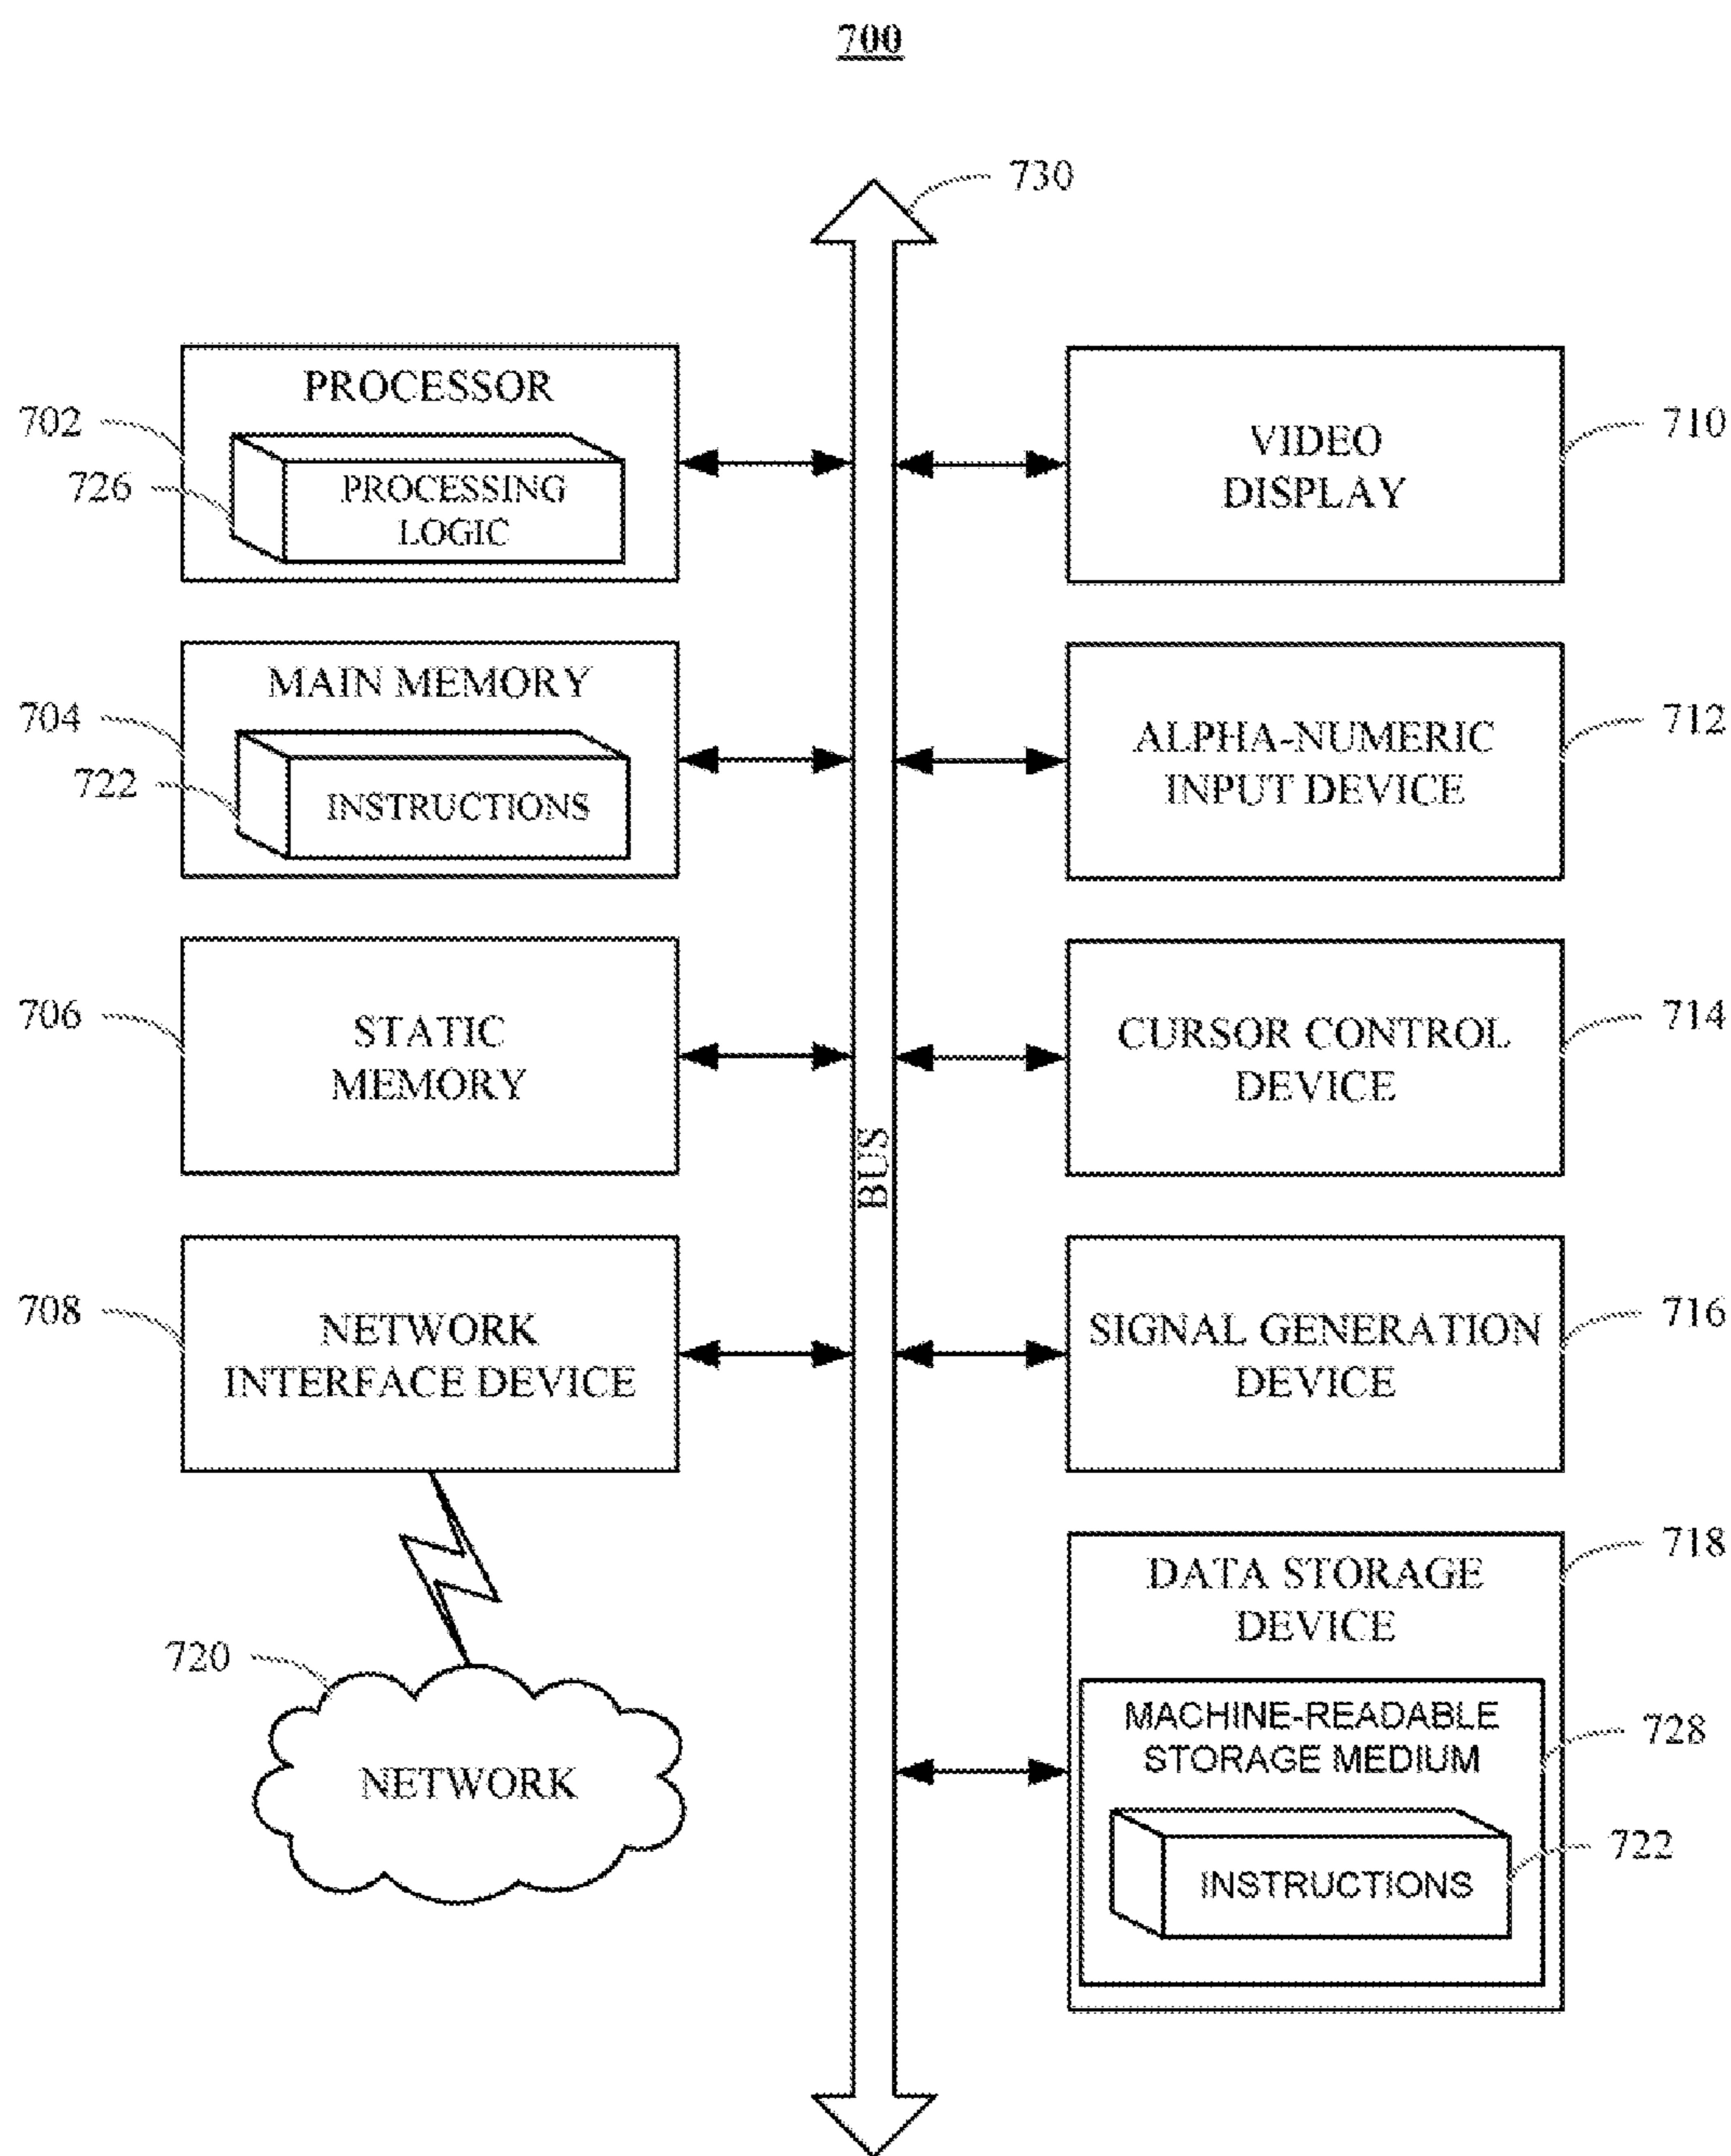 700
730
PROCESSOR
702
726
PROCESSING
LOGIC
MAIN MEMORY
704
722
INSTRUCTIONS
706
STATIC
MEMORY
708
NETWORK
INTERFACE DEVICE
720
NETWORK
BUS
VIDEO
DISPLAY
710
ALPHA-NUMERIC
INPUT DEVICE
712
CURSOR CONTROL
DEVICE
714
SIGNAL GENERATION
DEVICE
716
DATA STORAGE
DEVICE
718
MACHINE-READABLE
STORAGE MEDIUM
728
INSTRUCTIONS
722